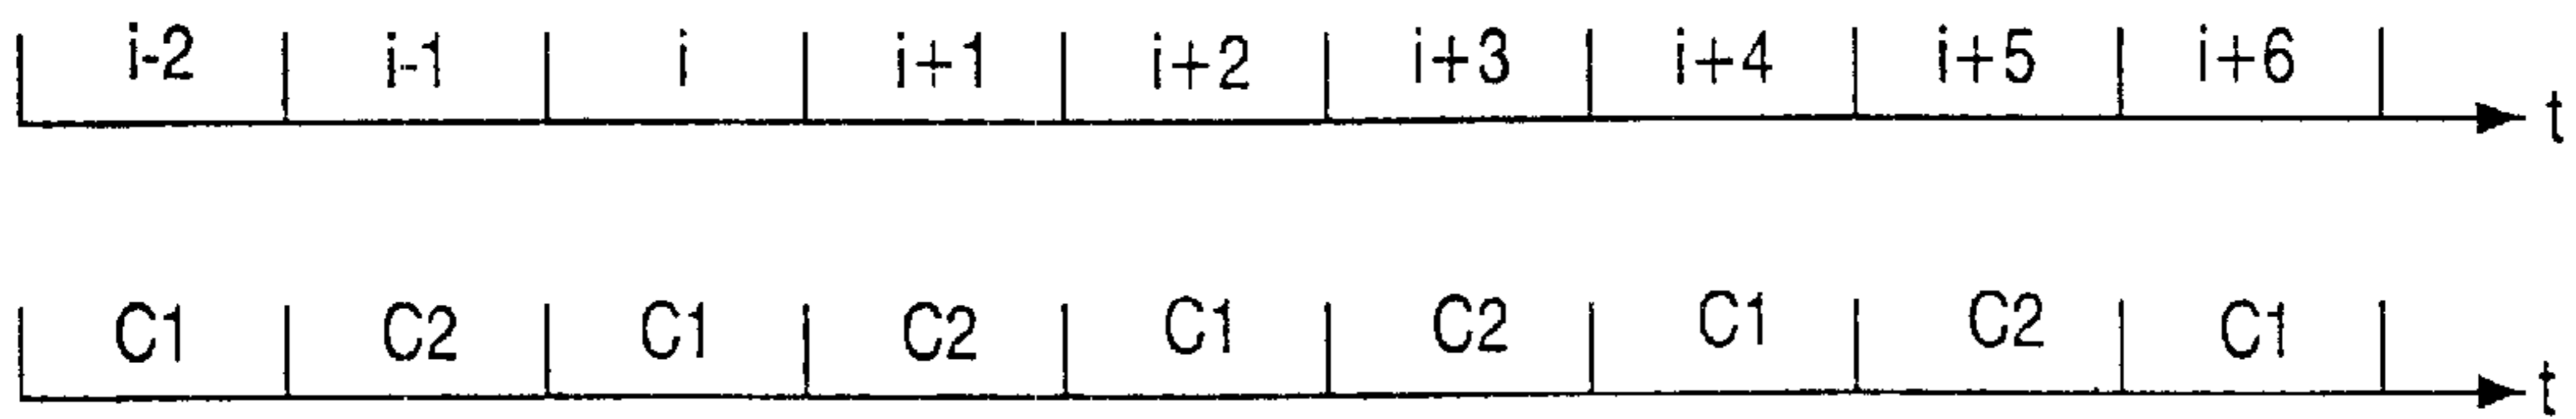 i-2 i-1 i i+1 i+2 i+3 i+4 i+5 i+6 t
C1 C2 C1 C2 C1 C2 C1 C2 C1 t